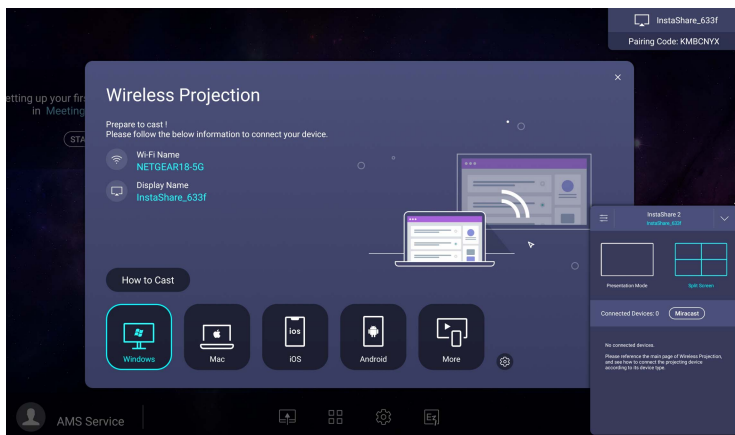 InstaShare_633f
Pairing Code: KMBCNYX
etting up your fir
in Meeting
STA
×
Wireless Projection
Prepare to cast !
Please follow the below information to connect your device.
Wi-Fi Name
NETGEAR18-5G
Display Name
InstaShare_633f
How to Cast
Windows
Mac
ios
iOS
Android
More
InstaShare 2
InstaShare_633f
Presentation Mode
Split Screen
Connected Devices: 0
Miracast
No connected devices.
Please reference the main page of Wireless Projection,
and see how to connect the projecting device
according to its device type.
AMS Service